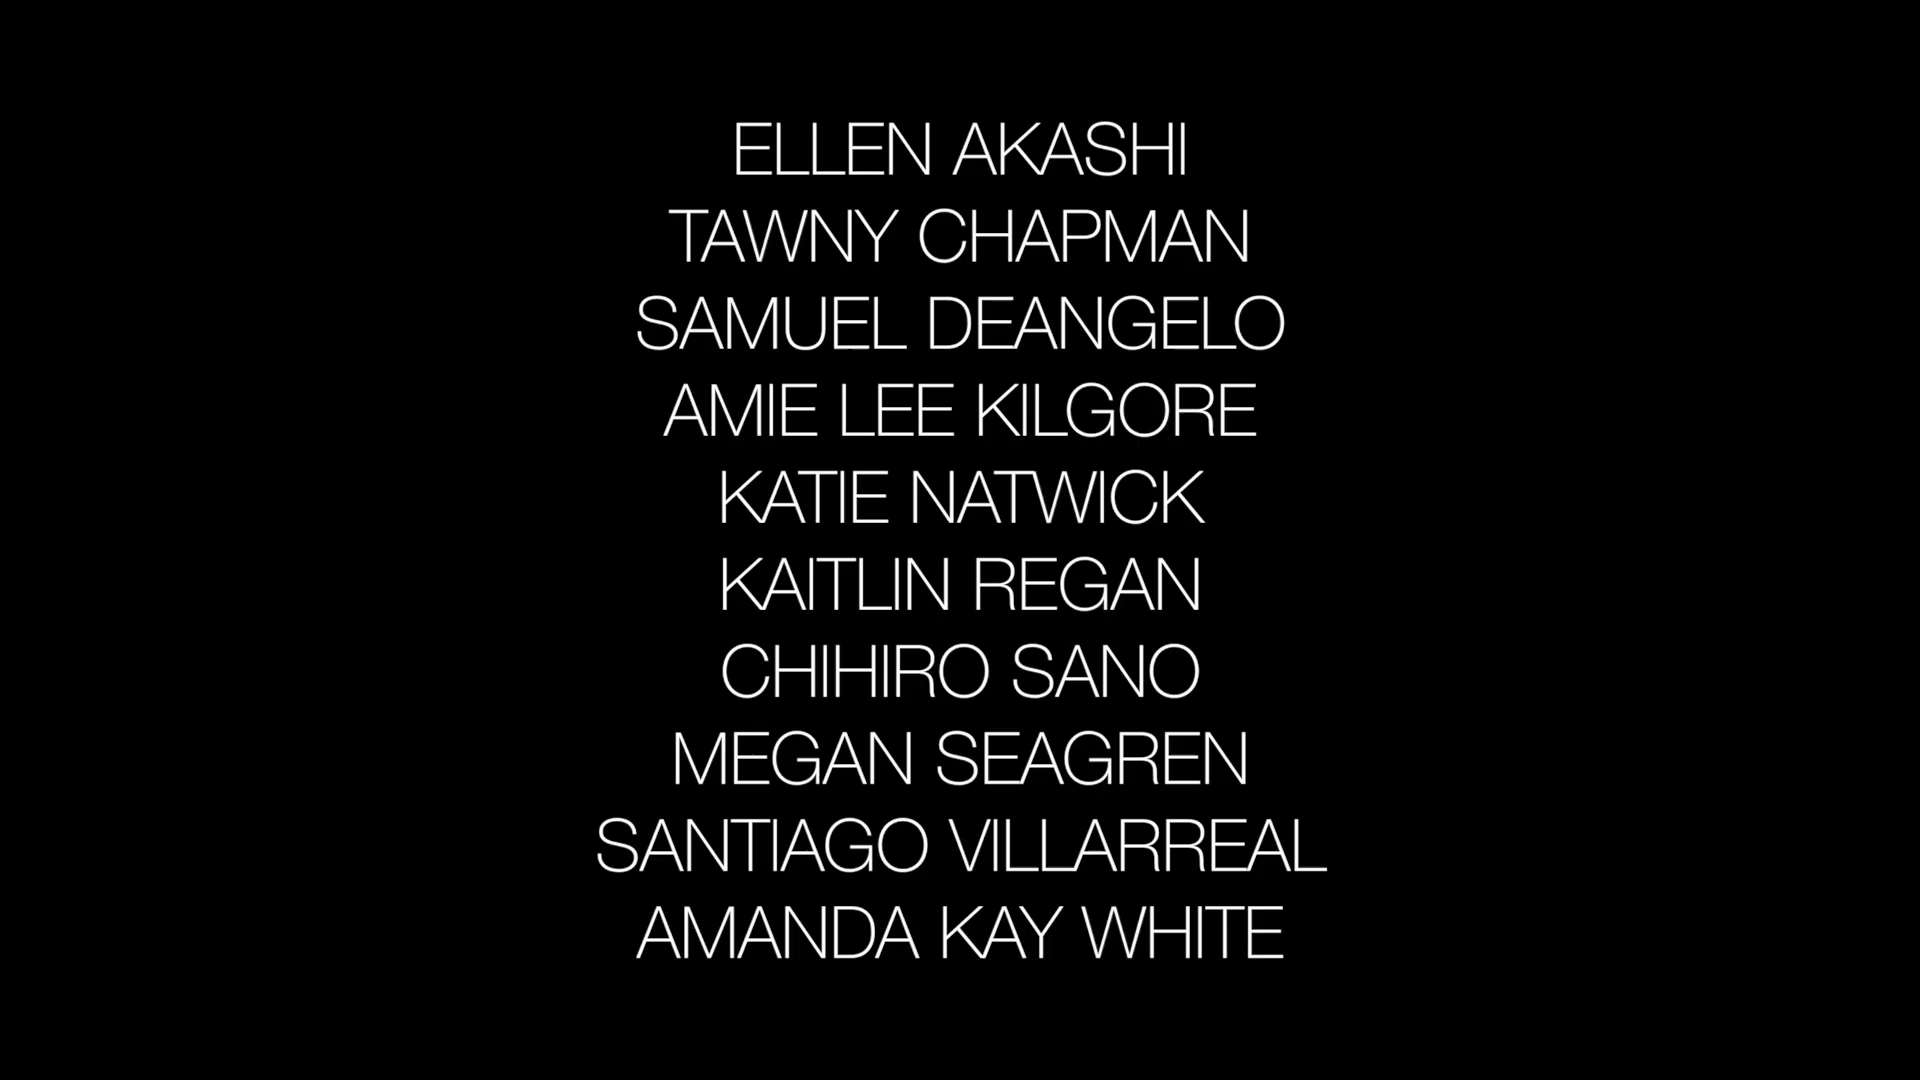 ELLEN AKASHI
TAWNY CHAPMAN
SAMUEL DEANGELO
AMIE LEE KILGORE
KATIE NATWICK
KAITLIN REGAN
CHIHIRO SANO
MEGAN SEAGREN
SANTIAGO VILLARREAL
AMANDA KAY WHITE